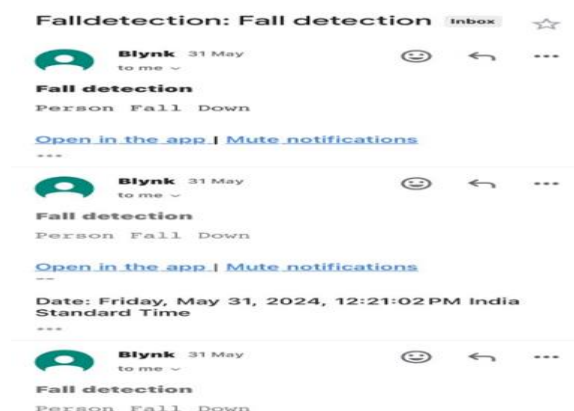 Falldetection: Fall detection Inbox
Blynk 31 May
to me
Fall detection
Person Fall Down
Open in the app | Mute notifications
Blynk 31 May
to me
Fall detection
Person Fall Down
Open in the app | Mute notifications
--
Date: Friday, May 31, 2024, 12:21:02 PM India
Standard Time
Blynk 31 May
to me
Fall detection
Person Fall Down